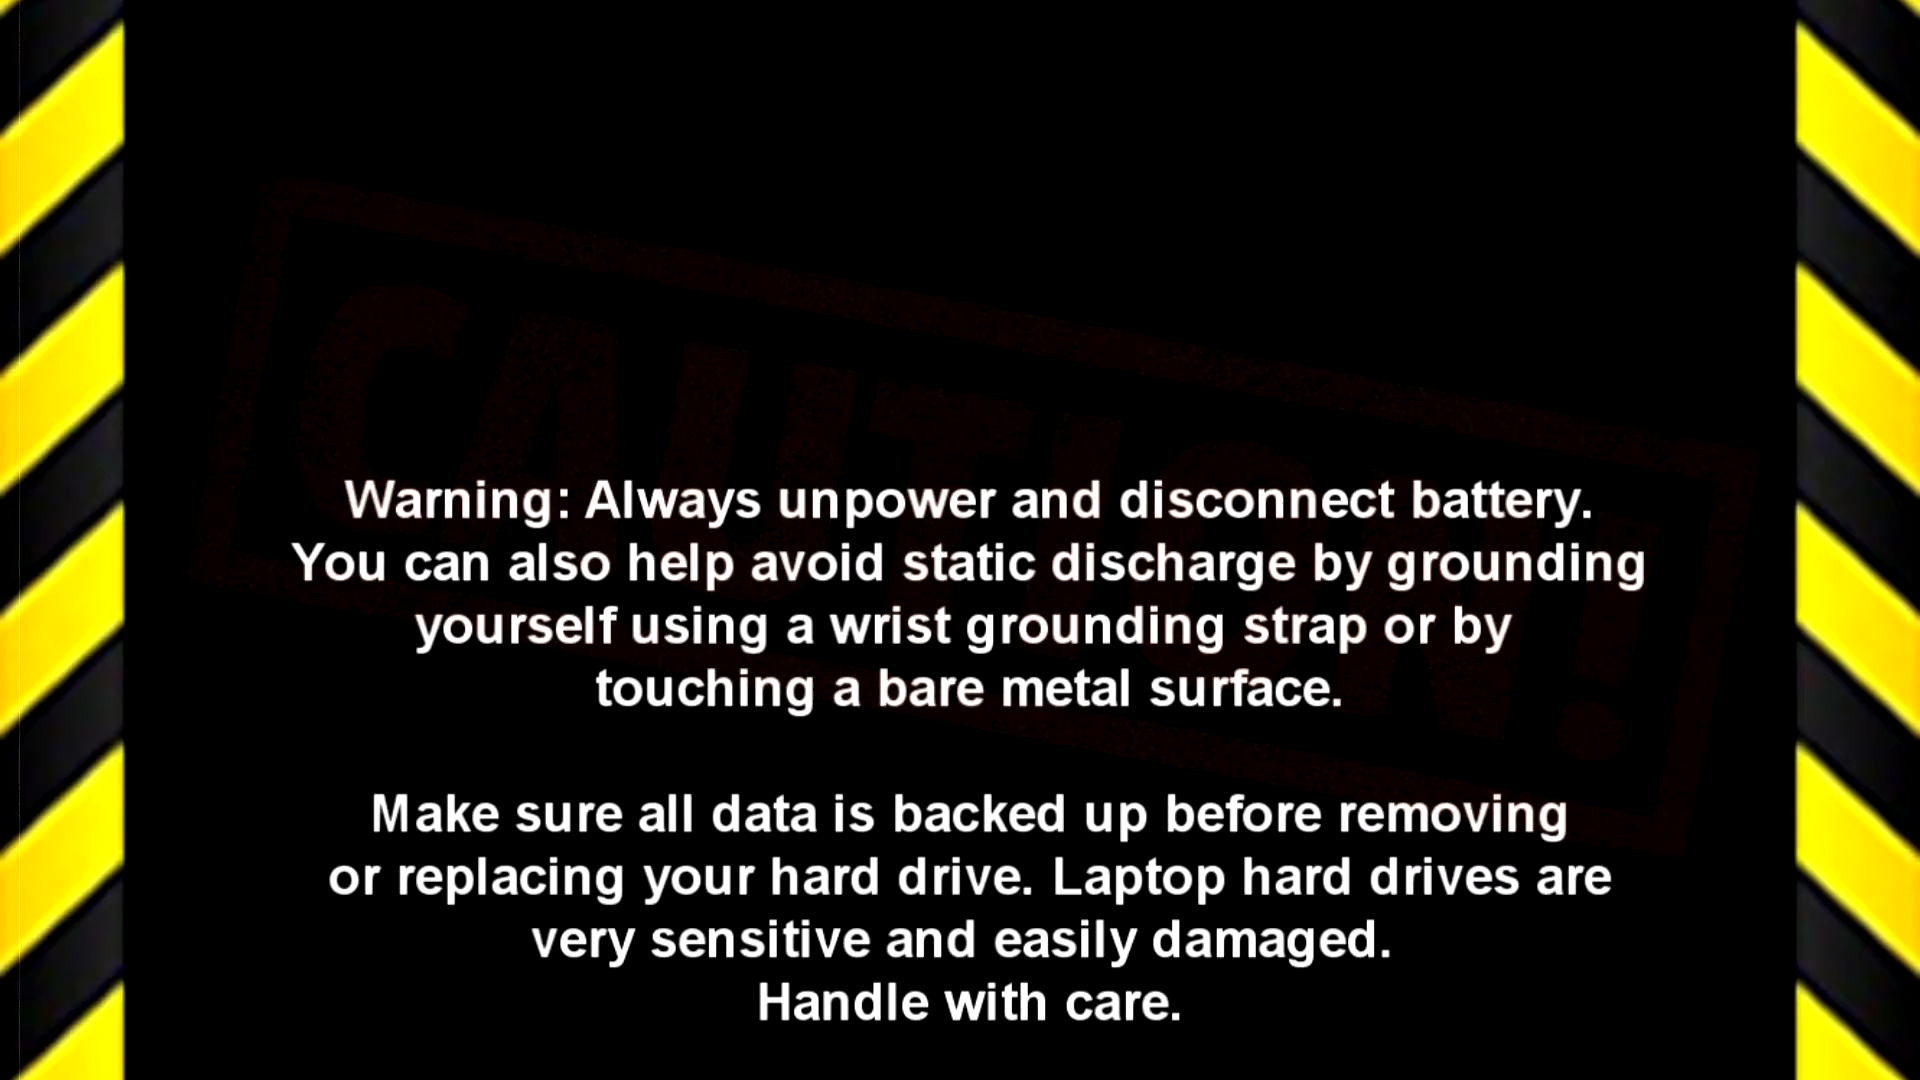 CAUTION!
Warning: Always unpower and disconnect battery.
You can also help avoid static discharge by grounding
yourself using a wrist grounding strap or by
touching a bare metal surface.
Make sure all data is backed up before removing
or replacing your hard drive. Laptop hard drives are
very sensitive and easily damaged.
Handle with care.